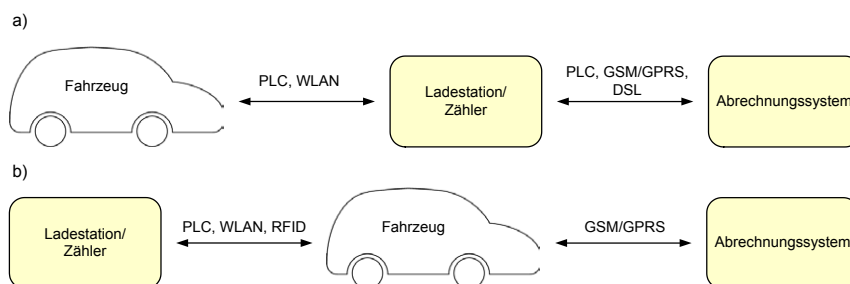 a)
Fahrzeug
PLC, WLAN
Ladestation/
Zähler
PLC, GSM/GPRS,
DSL
Abrechnungssystem
b)
Ladestation/
Zähler
PLC, WLAN, RFID
Fahrzeug
GSM/GPRS
Abrechnungssystem